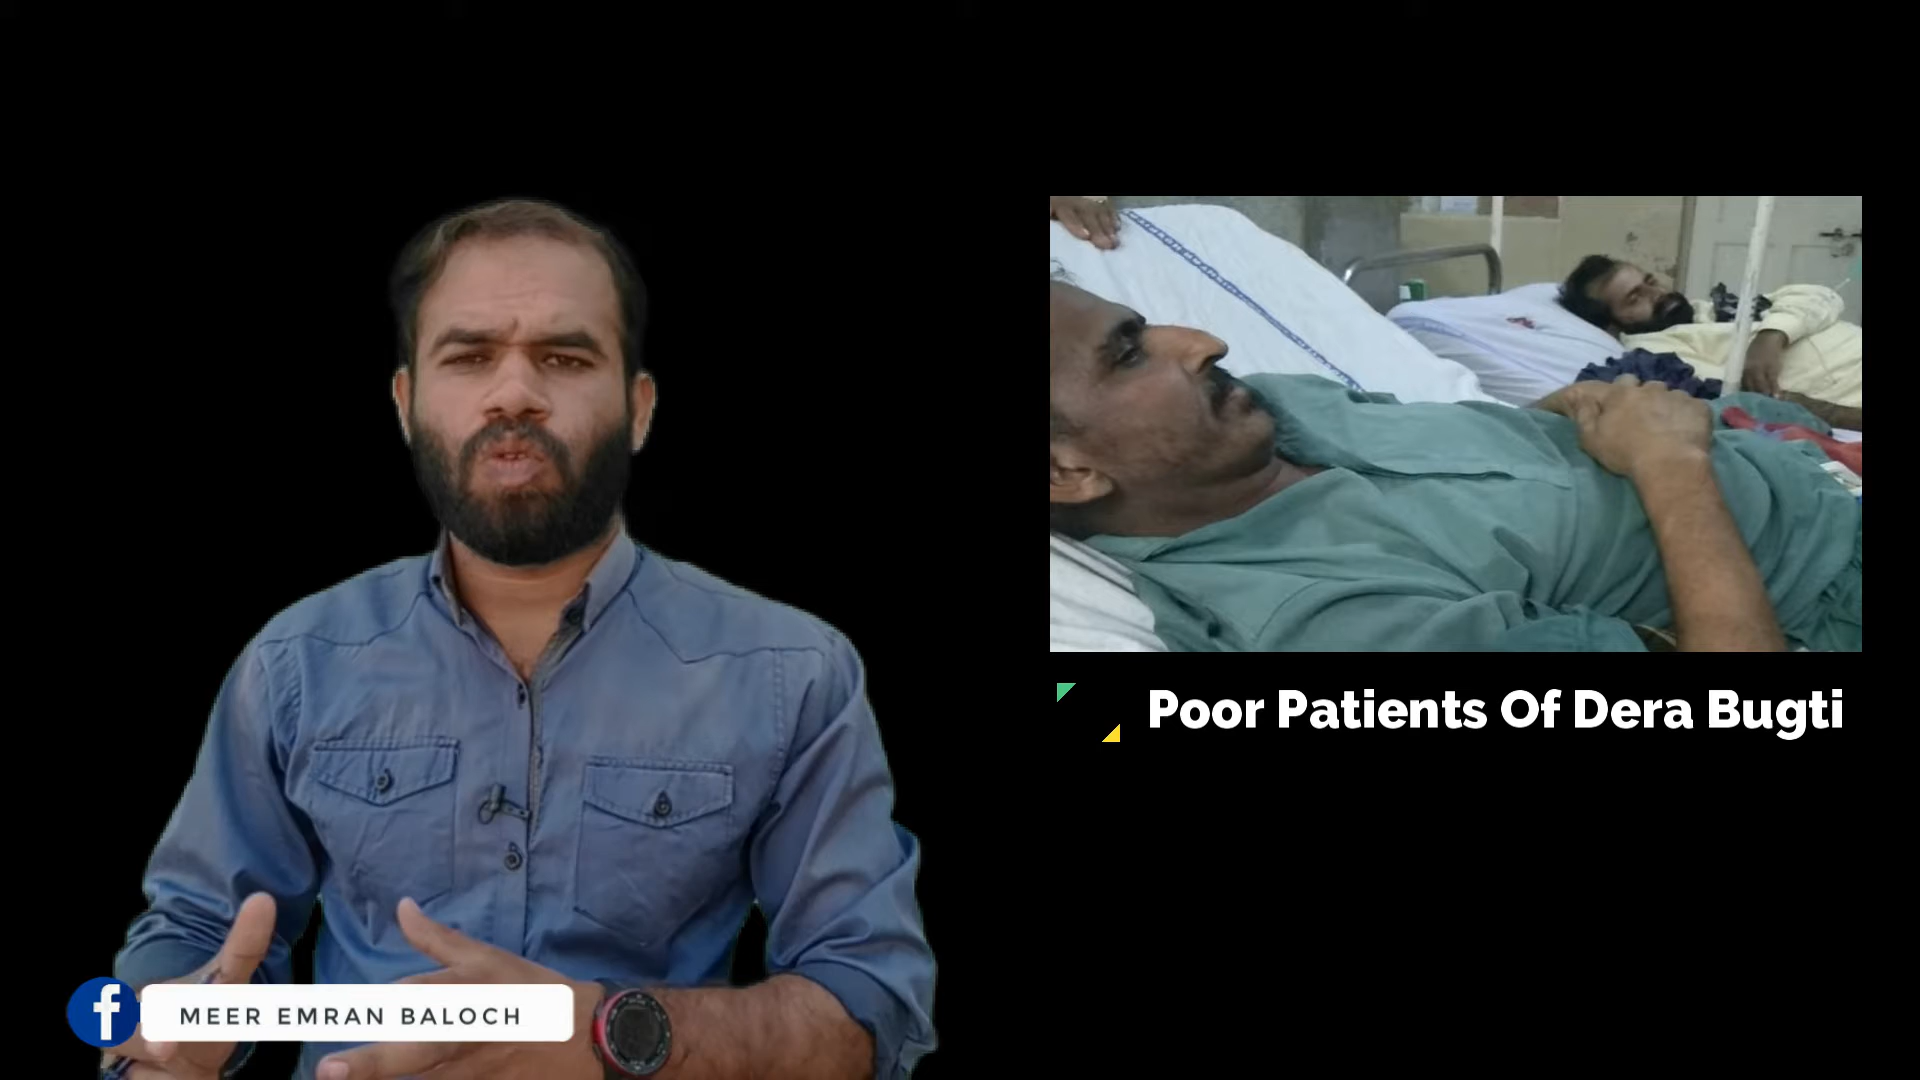 Poor Patients Of Dera Bugti
MEER EMRAN BALOCH